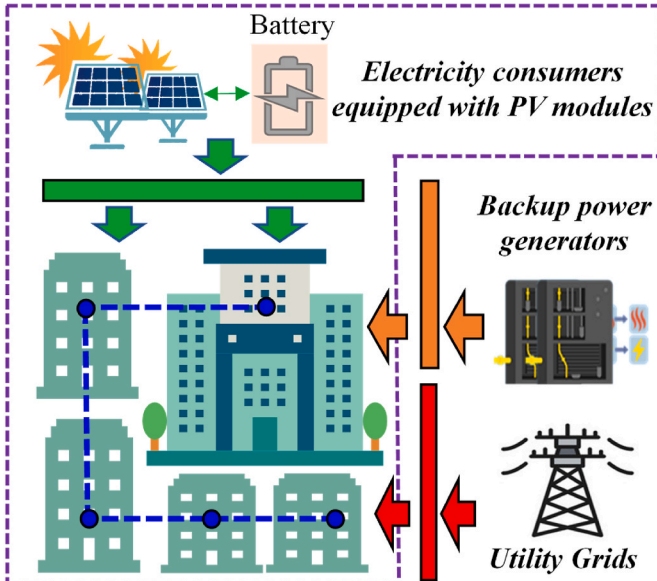 Battery
Electricity consumers
equipped with PV modules
Backup power
generators
Utility Grids